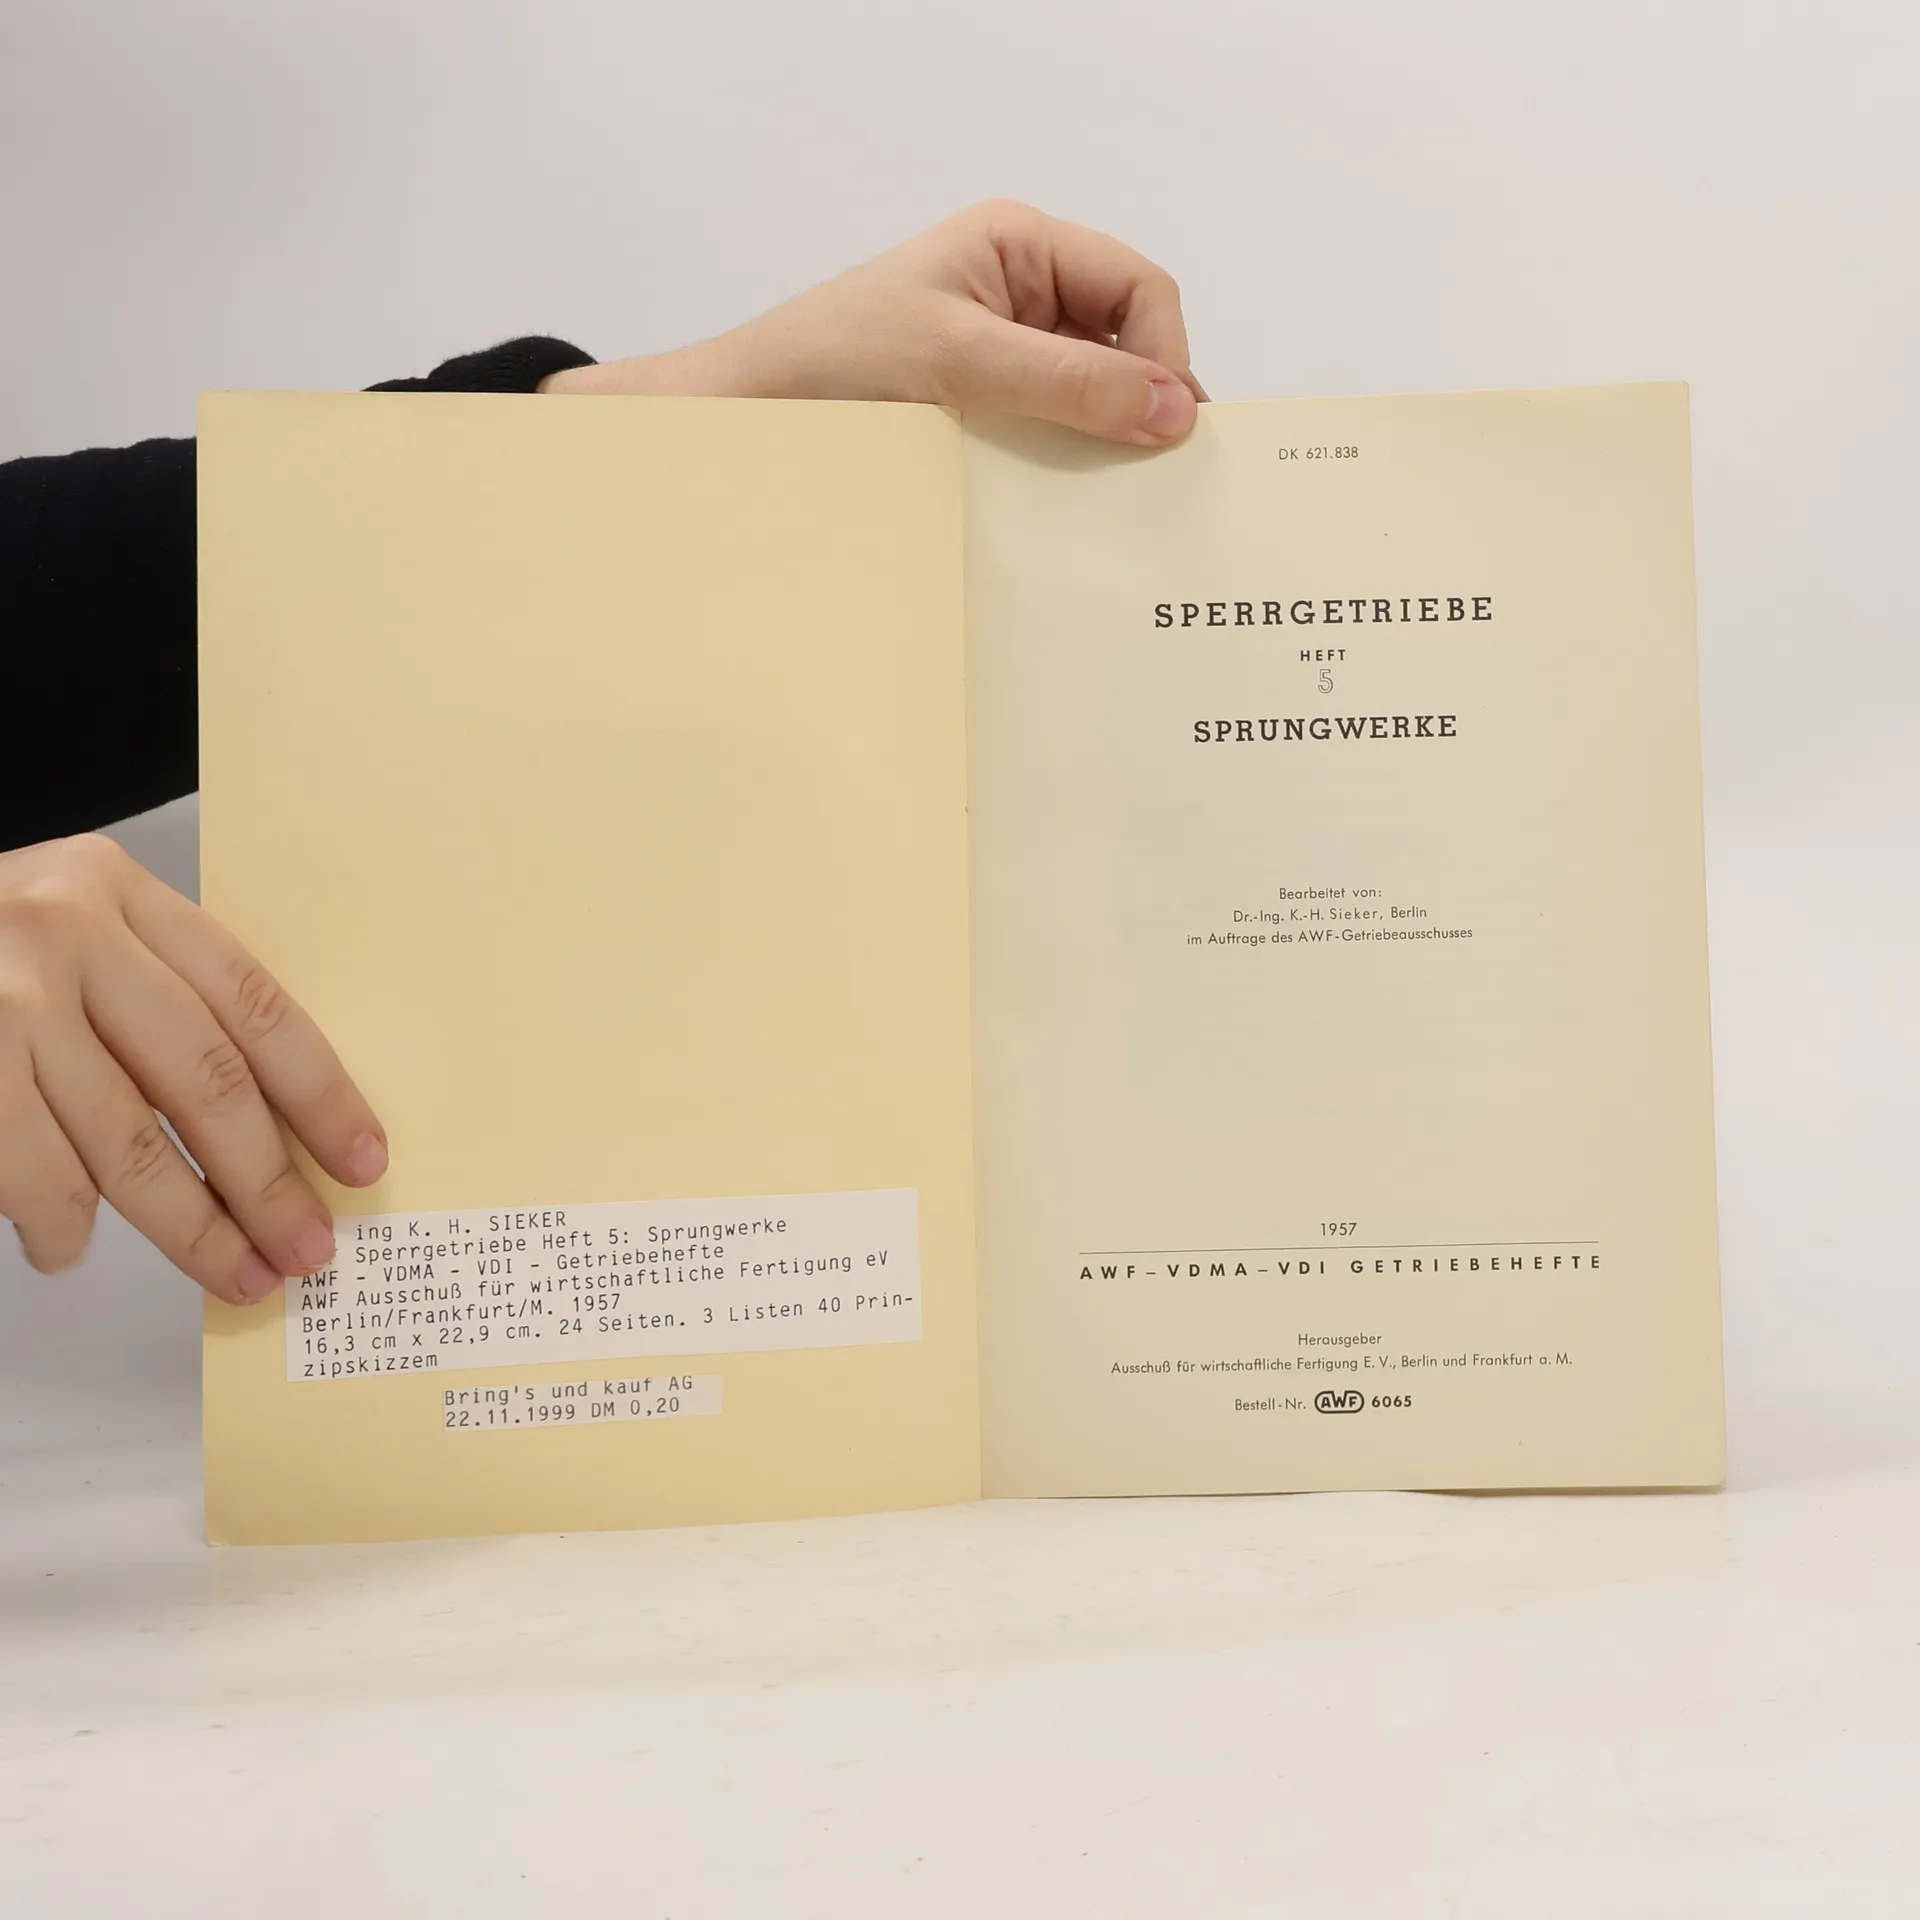 ing K. H. SIEKER
Sperrgetriebe Heft 5: Sprungwerke
AWF - VDMA - VDI - Getriebehefte
AWF Ausschuß für wirtschaftliche Fertigung eV
Berlin/Frankfurt/M. 1957
16,3 cm x 22,9 cm. 24 Seiten. 3 Listen 40 Prin-
zipskizzem
Bring's und kauf AG
22.11.1999 DM 0,20
DK 621.838
SPERRGETRIEBE
HEFT
5
SPRUNGWERKE
Bearbeitet von:
Dr.-Ing. K.-H. Sieker, Berlin
im Auftrage des AWF-Getriebeausschusses
1957
AWF–VDMA–VDI GETRIEBEHEFTE
Herausgeber
Ausschuß für wirtschaftliche Fertigung E. V., Berlin und Frankfurt a. M.
Bestell-Nr. AWF 6065